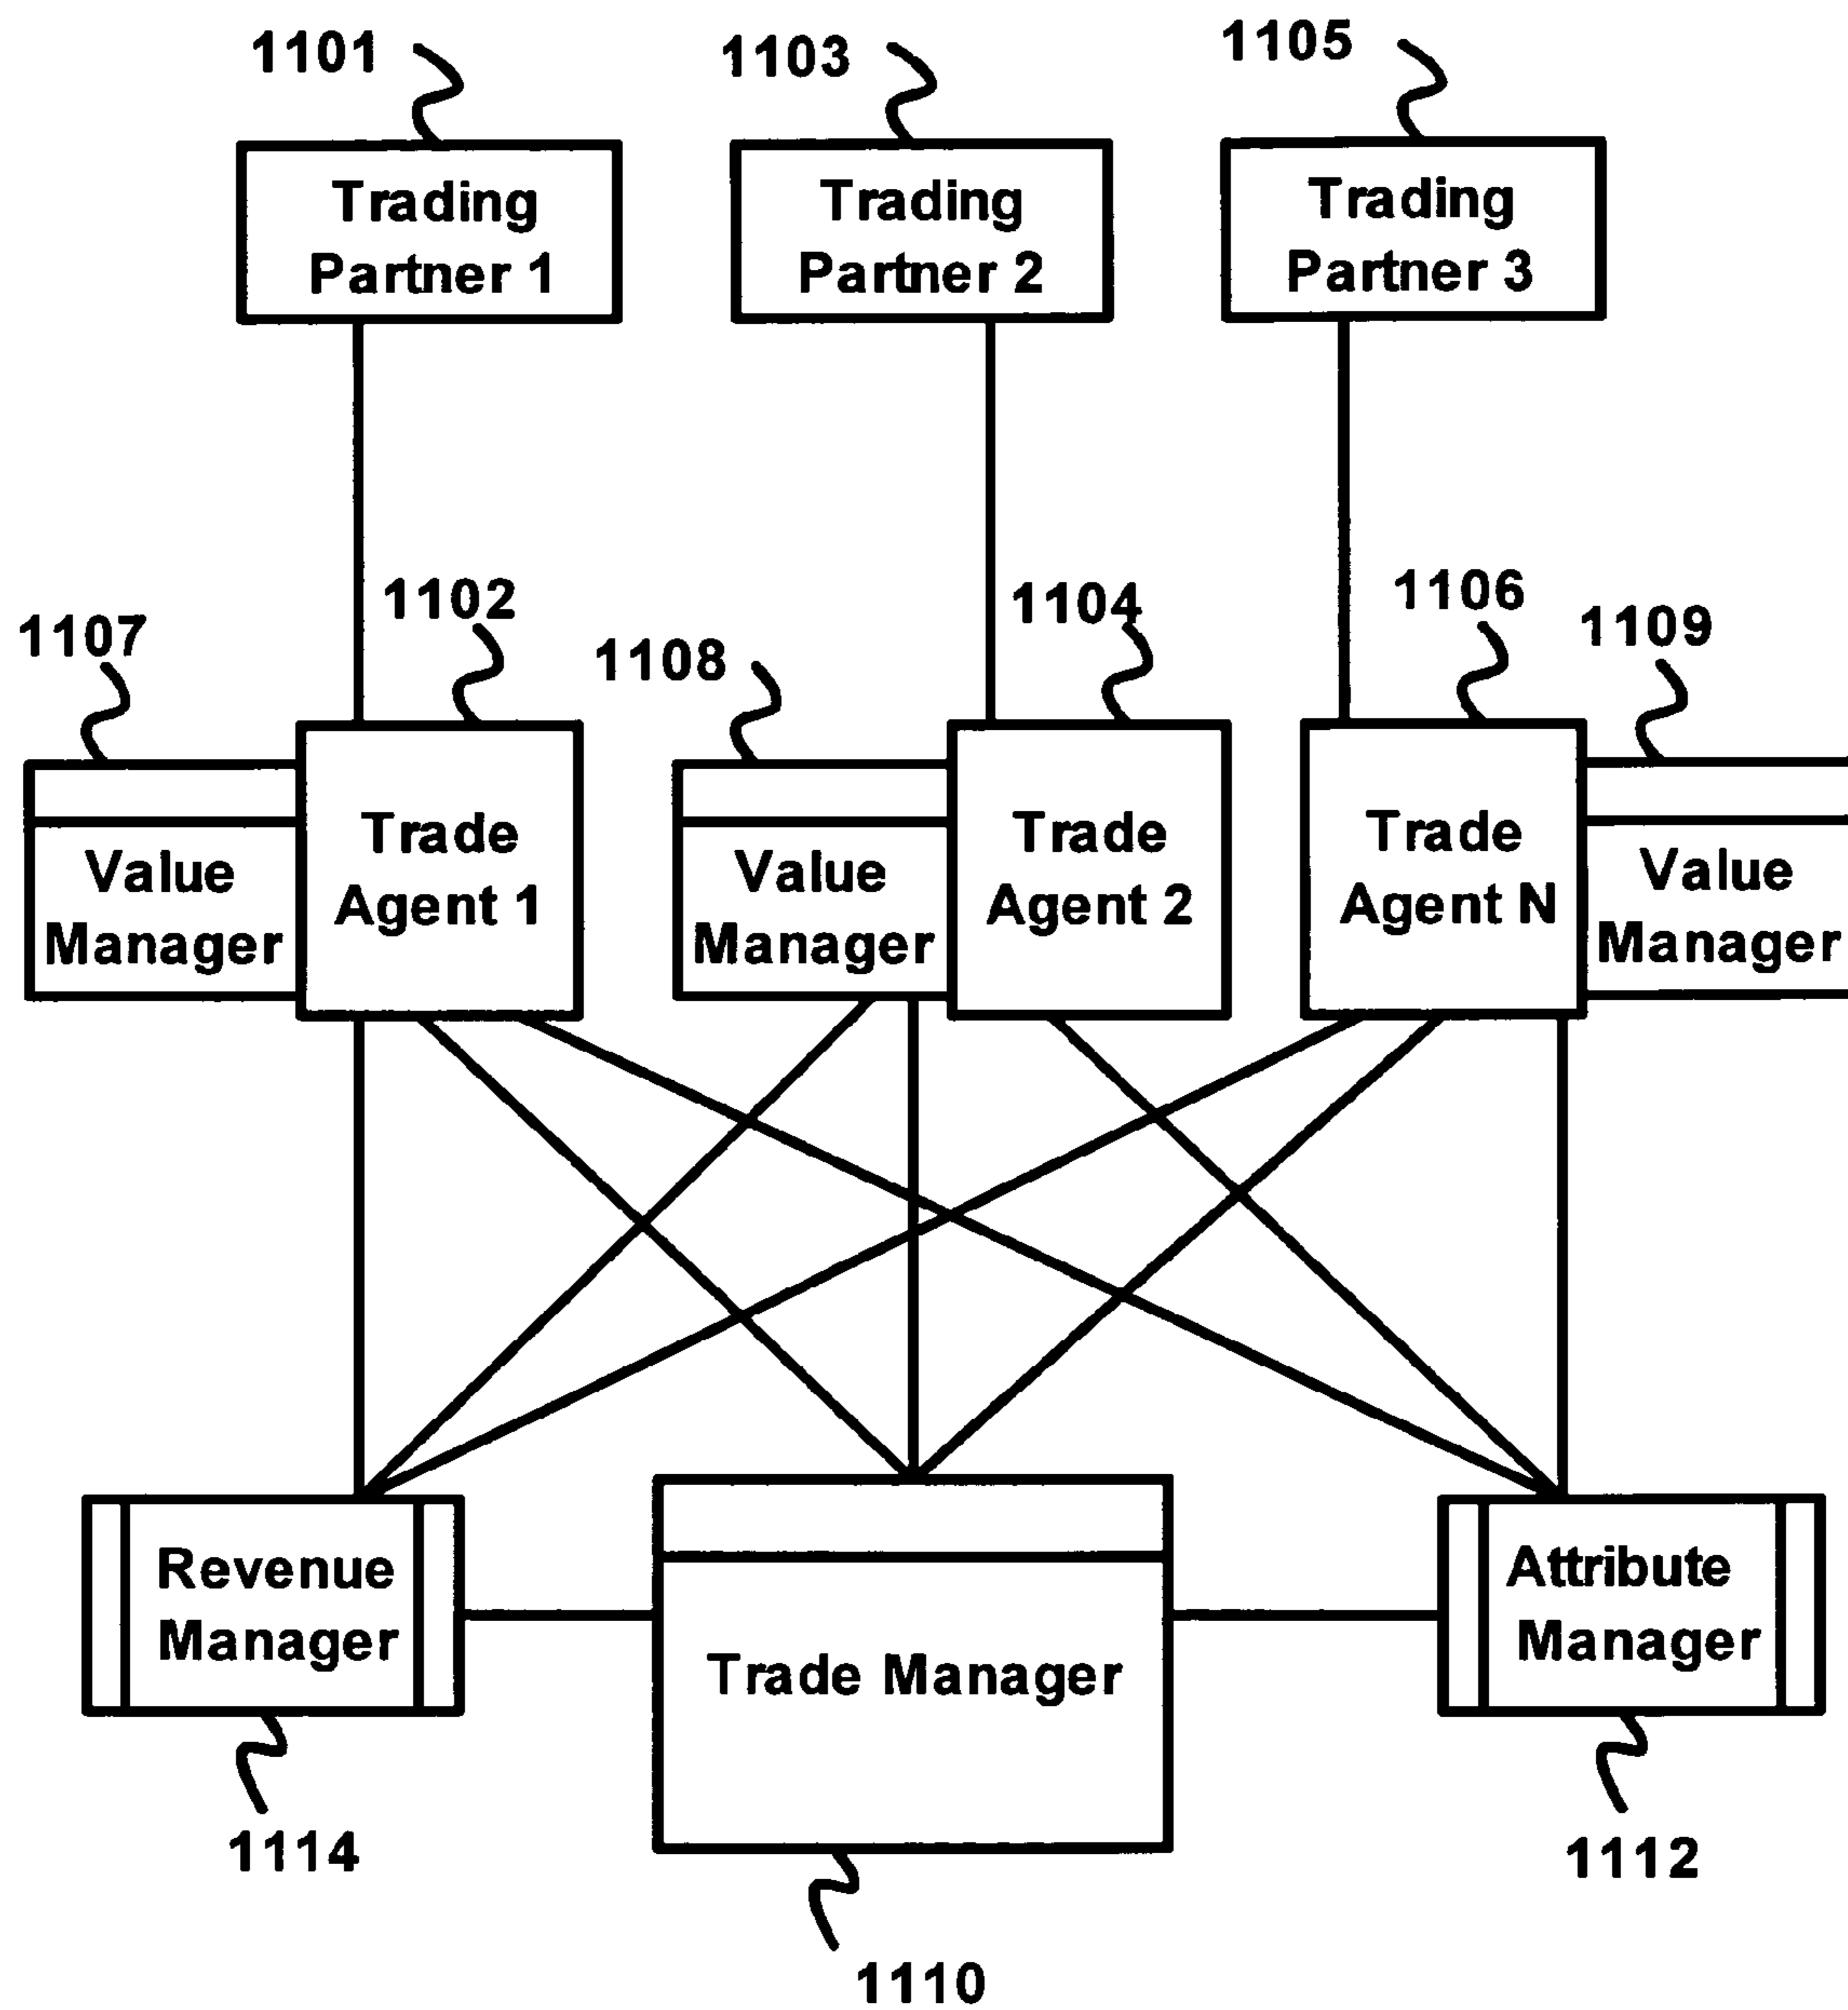 1101
1103
1105
Trading
Partner 1
Trading
Partner 2
Trading
Partner 3
1102
1104
1106
1107
1108
1109
Trade
Agent 1
Value
Manager
Trade
Agent 2
Value
Manager
Trade
Agent N
Value
Manager
Revenue
Manager
Trade Manager
Attribute
Manager
1114
1112
1110